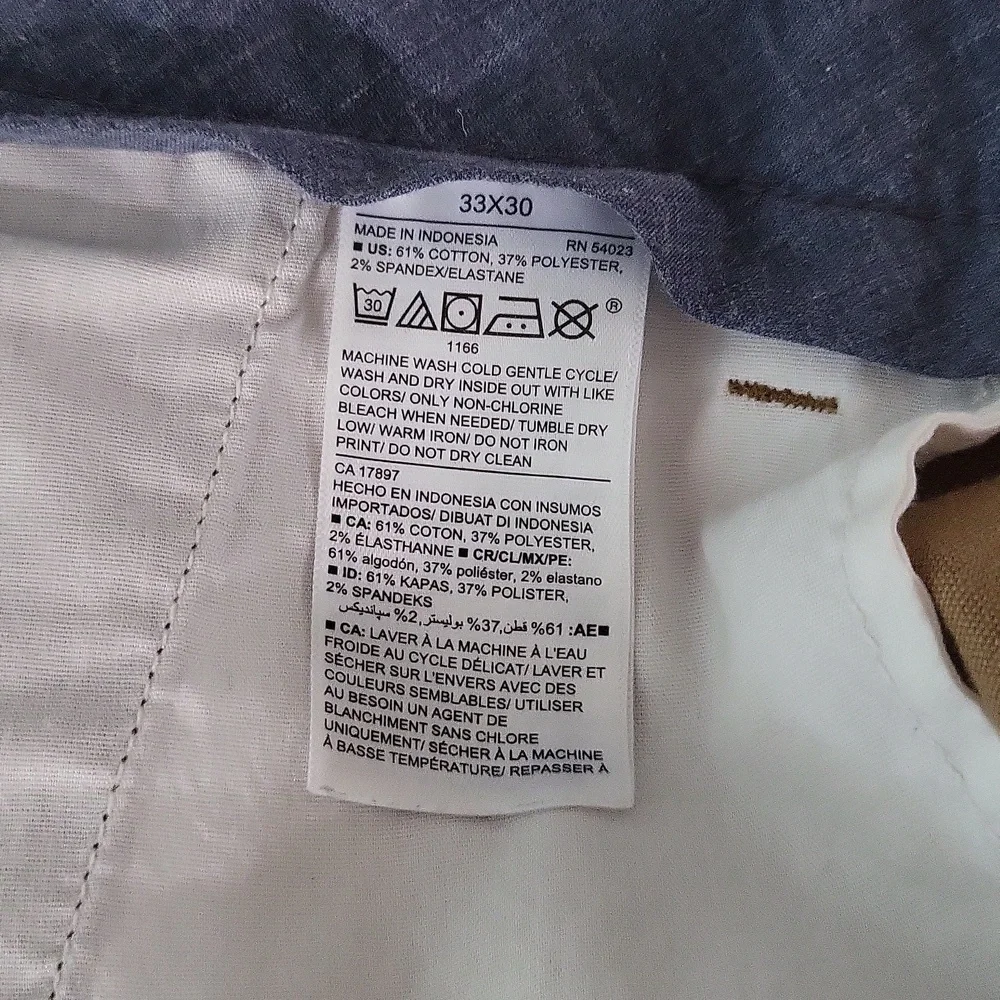 33X30
MADE IN INDONESIA RN 54023
■ US: 61% COTTON, 37% POLYESTER,
2% SPANDEX/ELASTANE
30 ®
1166
MACHINE WASH COLD GENTLE CYCLE/
WASH AND DRY INSIDE OUT WITH LIKE
COLORS/ ONLY NON-CHLORINE
BLEACH WHEN NEEDED/ TUMBLE DRY
LOW/ WARM IRON/ DO NOT IRON
PRINT/ DO NOT DRY CLEAN
CA 17897
HECHO EN INDONESIA CON INSUMOS
IMPORTADOS/ DIBUAT DI INDONESIA
■ CA: 61% COTON, 37% POLYESTER,
2% ÉLASTHANNE ■ CR/CL/MX/PE:
61% algodón, 37% poliéster, 2% elastano
■ ID: 61% KAPAS, 37% POLISTER,
2% SPANDEKS
■AE: 61% قطن, 37% بوليستر, 2% سپانديكس
■ CA: LAVER À LA MACHINE À L'EAU
FROIDE AU CYCLE DÉLICAT/ LAVER ET
SÉCHER SUR L'ENVERS AVEC DES
COULEURS SEMBLABLES/ UTILISER
AU BESOIN UN AGENT DE
BLANCHIMENT SANS CHLORE
UNIQUEMENT/ SÉCHER À LA MACHINE
À BASSE TEMPÉRATURE/ REPASSER À